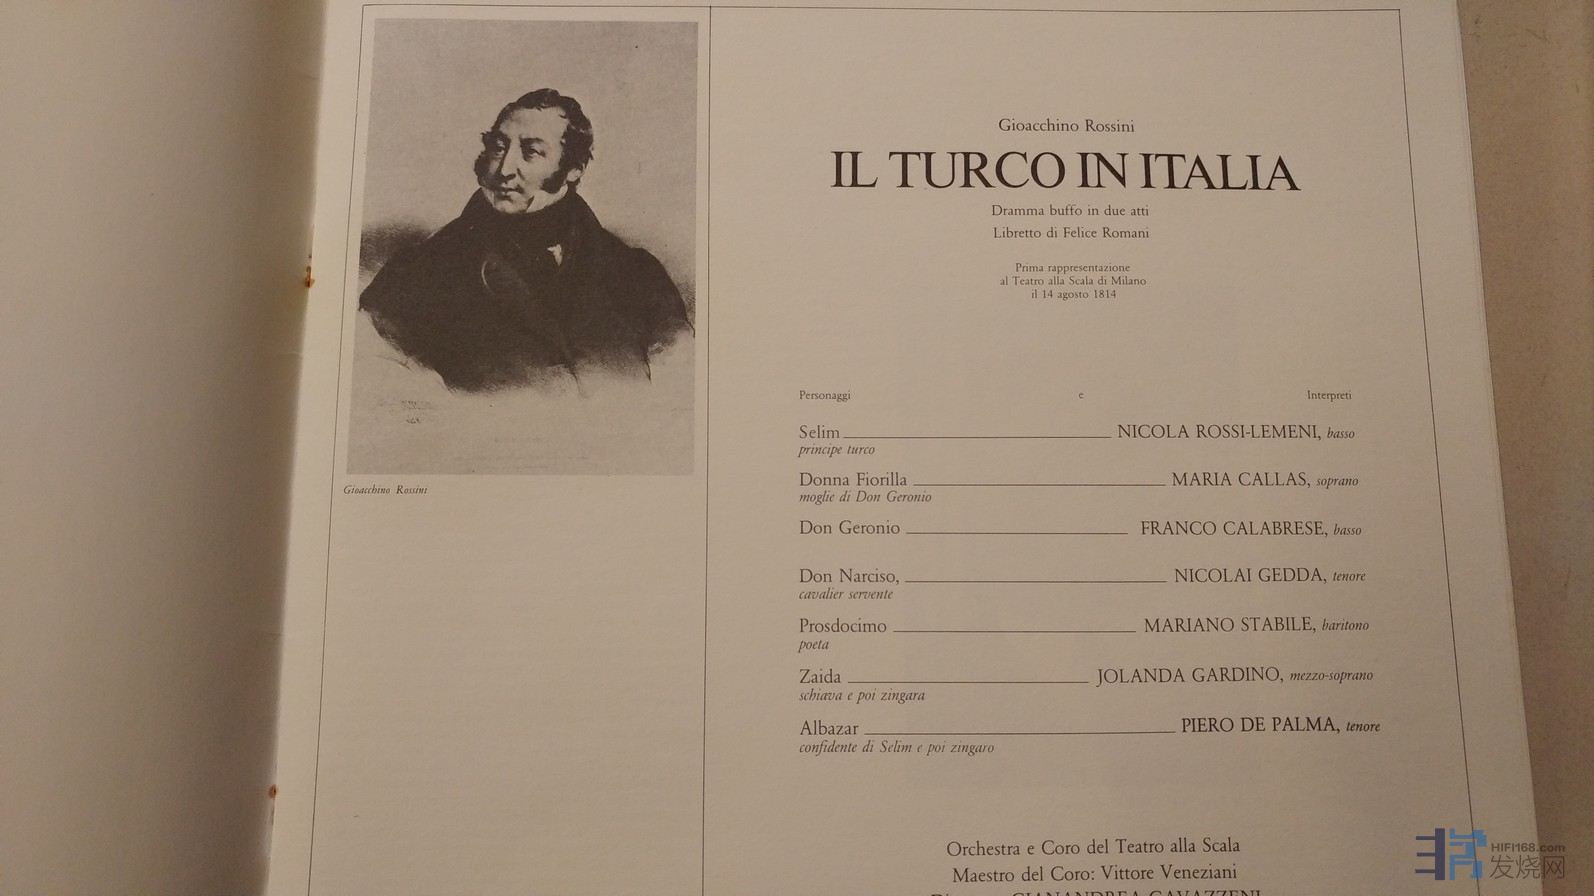 Gioacchino Rossini
Gioacchino Rossini
IL TURCO IN ITALIA
Dramma buffo in due atti
Libretto di Felice Romani
Prima rappresentazione
al Teatro alla Scala di Milano
il 14 agosto 1814
Personaggi e Interpreti
Selim NICOLA ROSSI-LEMENI, basso
principe turco
Donna Fiorilla MARIA CALLAS, soprano
moglie di Don Geronio
Don Geronio FRANCO CALABRESE, basso
Don Narciso, NICOLAI GEDDA, tenore
cavalier servente
Prosdocimo MARIANO STABILE, baritono
poeta
Zaida JOLANDA GARDINO, mezzo-soprano
schiava e poi zingara
Albazar PIERO DE PALMA, tenore
confidente di Selim e poi zingaro
Orchestra e Coro del Teatro alla Scala
Maestro del Coro: Vittore Veneziani
GIANANDREA GAVAZZENI
HIFI168.com
发烧网